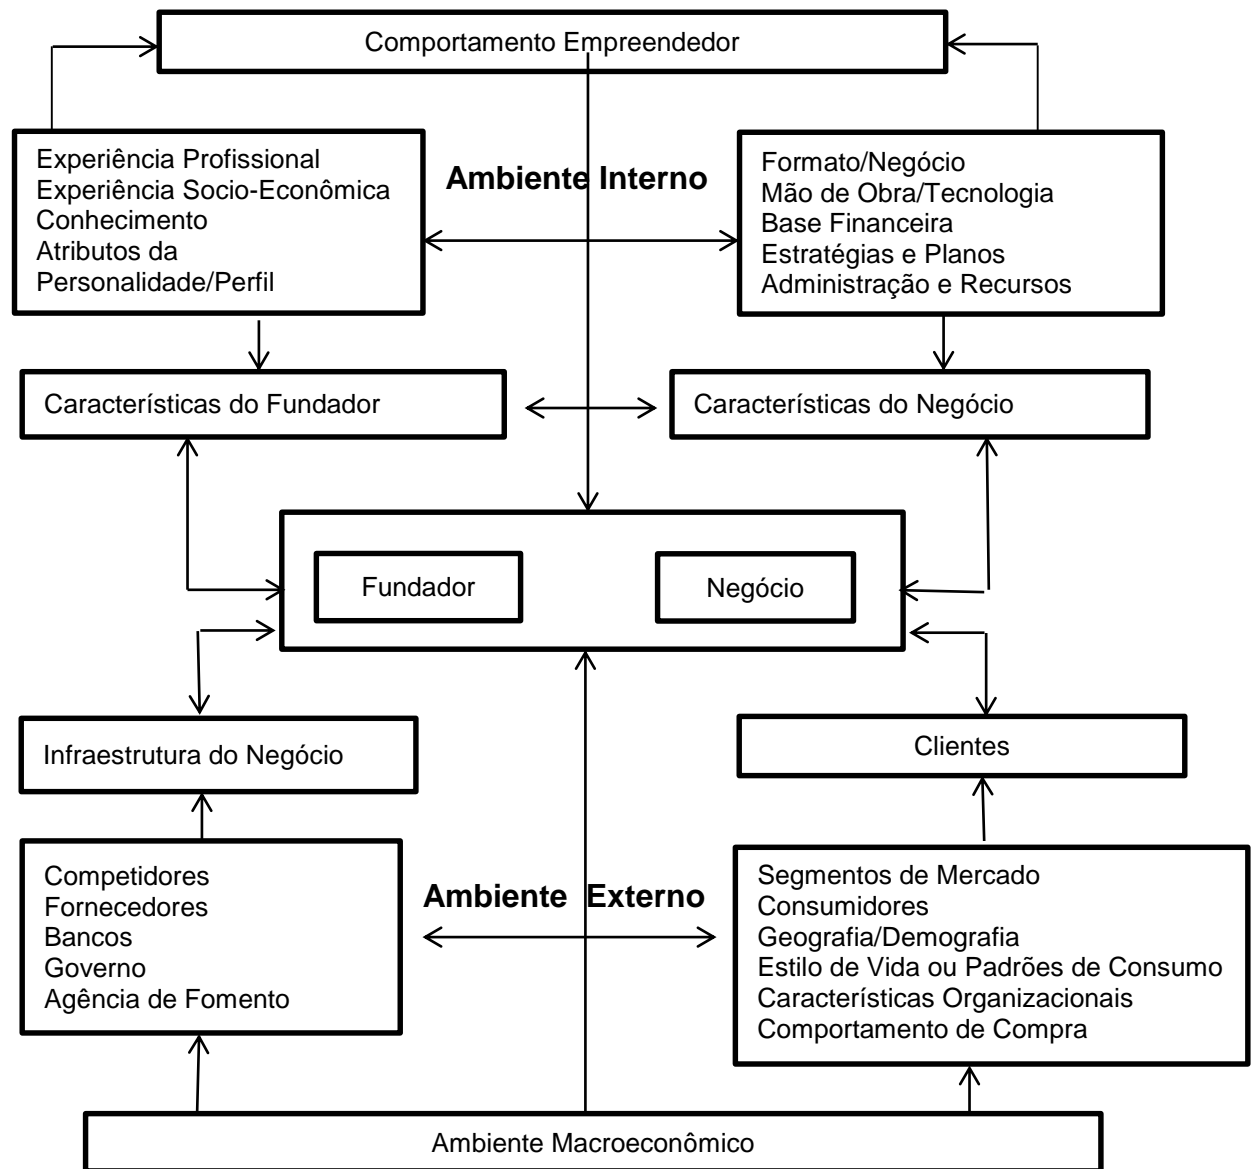 Comportamento Empreendedor
Experiência Profissional
Experiência Socio-Econômica
Conhecimento
Atributos da
Personalidade/Perfil
Ambiente Interno
Formato/Negócio
Mão de Obra/Tecnologia
Base Financeira
Estratégias e Planos
Administração e Recursos
Características do Fundador
Características do Negócio
Fundador
Negócio
Infraestrutura do Negócio
Clientes
Competidores
Fornecedores
Bancos
Governo
Agência de Fomento
Ambiente Externo
Segmentos de Mercado
Consumidores
Geografia/Demografia
Estilo de Vida ou Padrões de Consumo
Características Organizacionais
Comportamento de Compra
Ambiente Macroeconômico